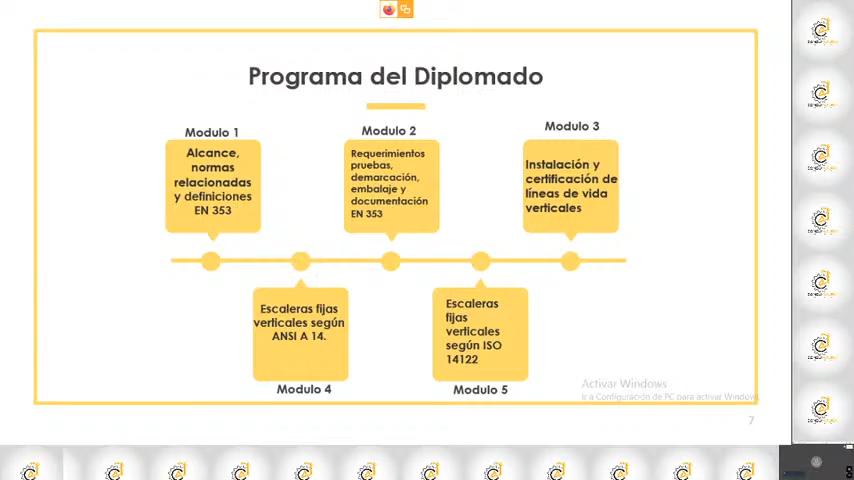 Programa del Diplomado
Modulo 1
Alcance,
normas
relacionadas
y definiciones
EN 353
Modulo 2
Requerimientos
pruebas,
demarcación,
embalaje y
documentación
EN 353
Modulo 3
Instalación y
certificación de
líneas de vida
verticales
Escaleras fijas
verticales según
ANSI A 14.
Modulo 4
Escaleras
fijas
verticales
según ISO
14122
Modulo 5
Activar Windows
Ir a Configuración de PC para activar Windows.
7